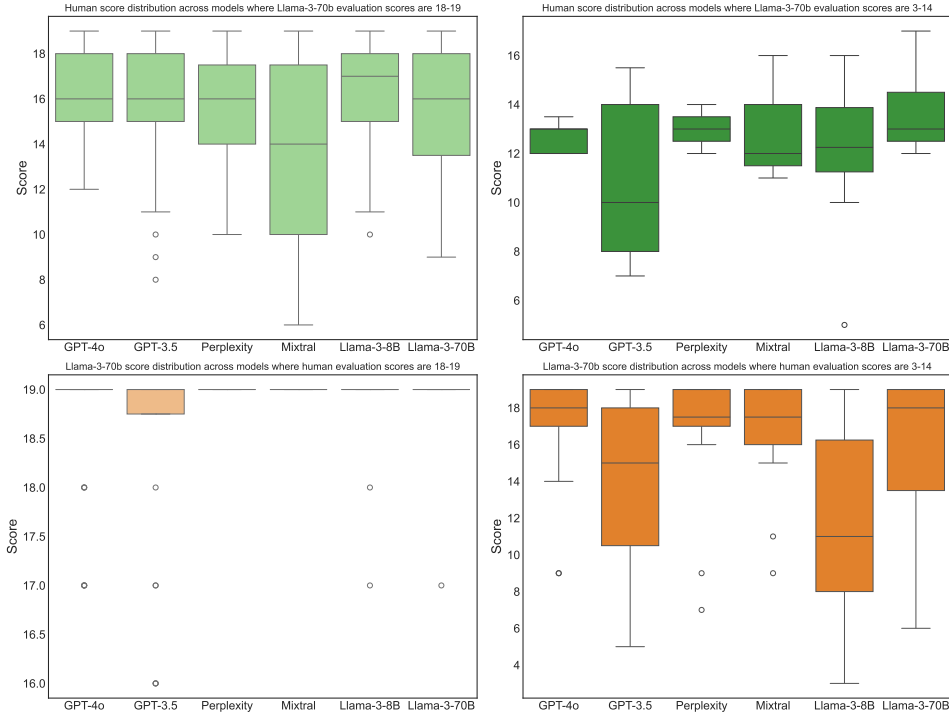 Human score distribution across models where Llama-3-70b evaluation scores are 18-19
18
16
14
12
10
8
6
Score
GPT-4o GPT-3.5 Perplexity Mixtral Llama-3-8B Llama-3-70B
Human score distribution across models where Llama-3-70b evaluation scores are 3-14
16
14
12
10
8
6
Score
GPT-4o GPT-3.5 Perplexity Mixtral Llama-3-8B Llama-3-70B
Llama-3-70b score distribution across models where human evaluation scores are 18-19
19.0
18.5
18.0
17.5
17.0
16.5
16.0
Score
GPT-4o GPT-3.5 Perplexity Mixtral Llama-3-8B Llama-3-70B
Llama-3-70b score distribution across models where human evaluation scores are 3-14
18
16
14
12
10
8
6
4
Score
GPT-4o GPT-3.5 Perplexity Mixtral Llama-3-8B Llama-3-70B